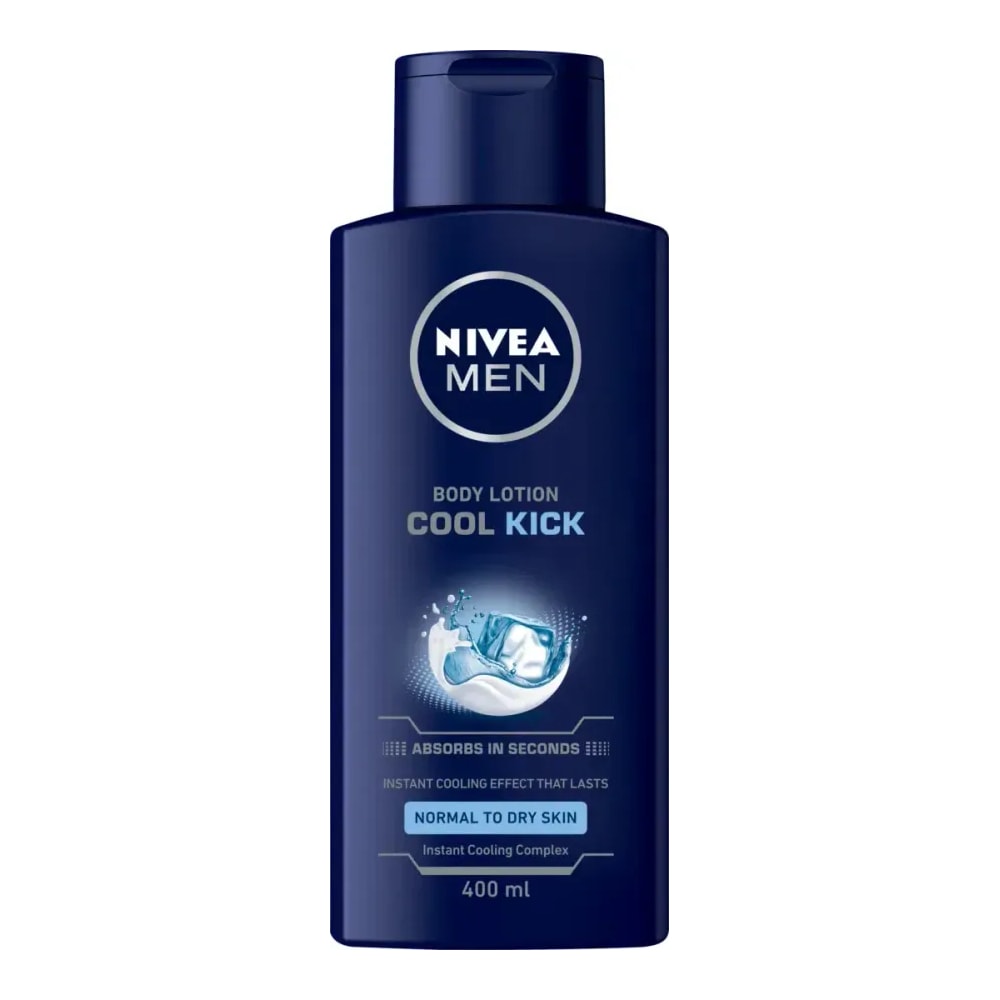 NIVEA
MEN
BODY LOTION
COOL KICK
ABSORBS IN SECONDS
INSTANT COOLING EFFECT THAT LASTS
NORMAL TO DRY SKIN
Instant Cooling Complex
400 ml